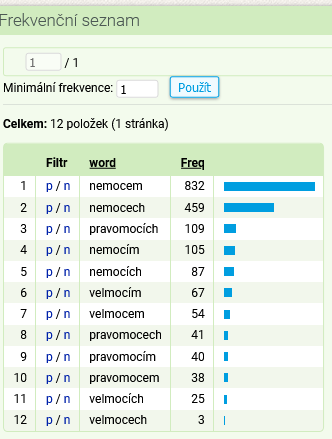 Frekvenční seznam
1 / 1
Minimální frekvence: 1 Použít
Celkem: 12 položek (1 stránka)
Filtr word Freq
1 p / n nemocem 832
2 p / n nemocech 459
3 p / n pravomocích 109
4 p / n nemocím 105
5 p / n nemocích 87
6 p / n velmocím 67
7 p / n velmocem 54
8 p / n pravomocech 41
9 p / n pravomocím 40
10 p / n pravomocem 38
11 p / n velmocích 25
12 p / n velmocech 3